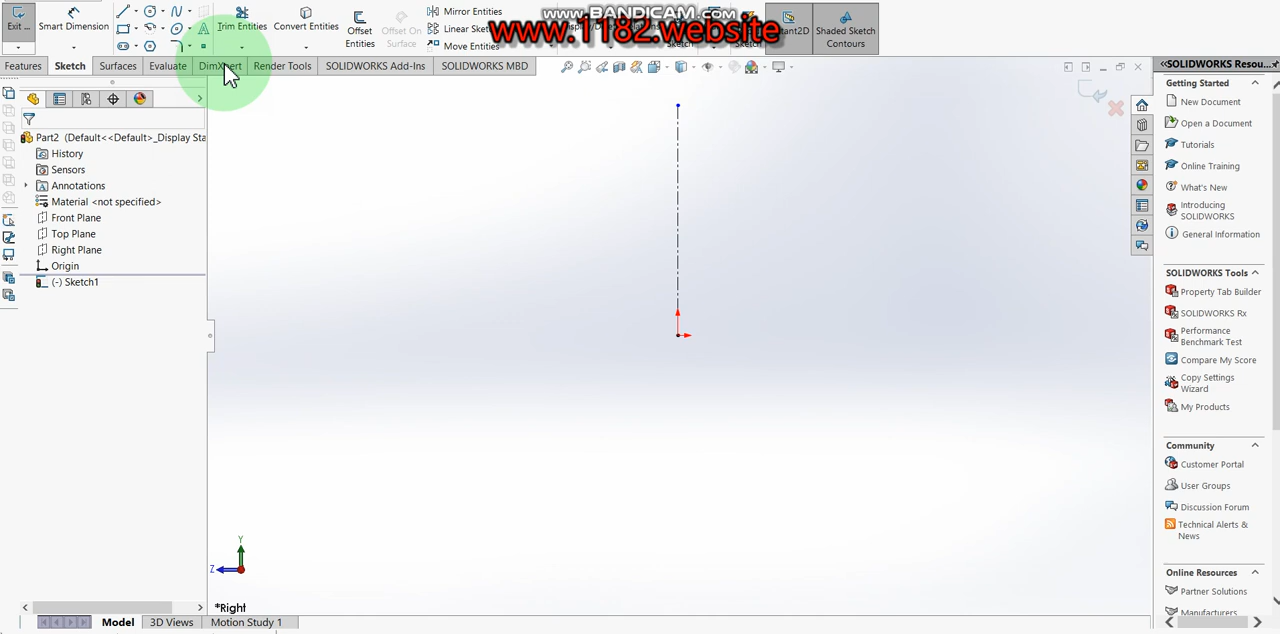 www.BANDICAM.com
www.1182.website
Exit ...
Smart Dimension
Trim Entities
Convert Entities
Offset
Entities
Offset On
Surface
Mirror Entities
Linear Sketch
Move Entities
Shaded Sketch
Contours
Features
Sketch
Surfaces
Evaluate
DimXpert
Render Tools
SOLIDWORKS Add-Ins
SOLIDWORKS MBD
Part2 (Default<<Default>_Display Sta
History
Sensors
Annotations
Material <not specified>
Front Plane
Top Plane
Right Plane
Origin
(-) Sketch1
Y
Z
*Right
Model
3D Views
Motion Study 1
SOLIDWORKS Resou...
Getting Started
New Document
Open a Document
Tutorials
Online Training
What's New
Introducing
SOLIDWORKS
General Information
SOLIDWORKS Tools
Property Tab Builder
SOLIDWORKS Rx
Performance
Benchmark Test
Compare My Score
Copy Settings
Wizard
My Products
Community
Customer Portal
User Groups
Discussion Forum
Technical Alerts &
News
Online Resources
Partner Solutions
Manufacturers